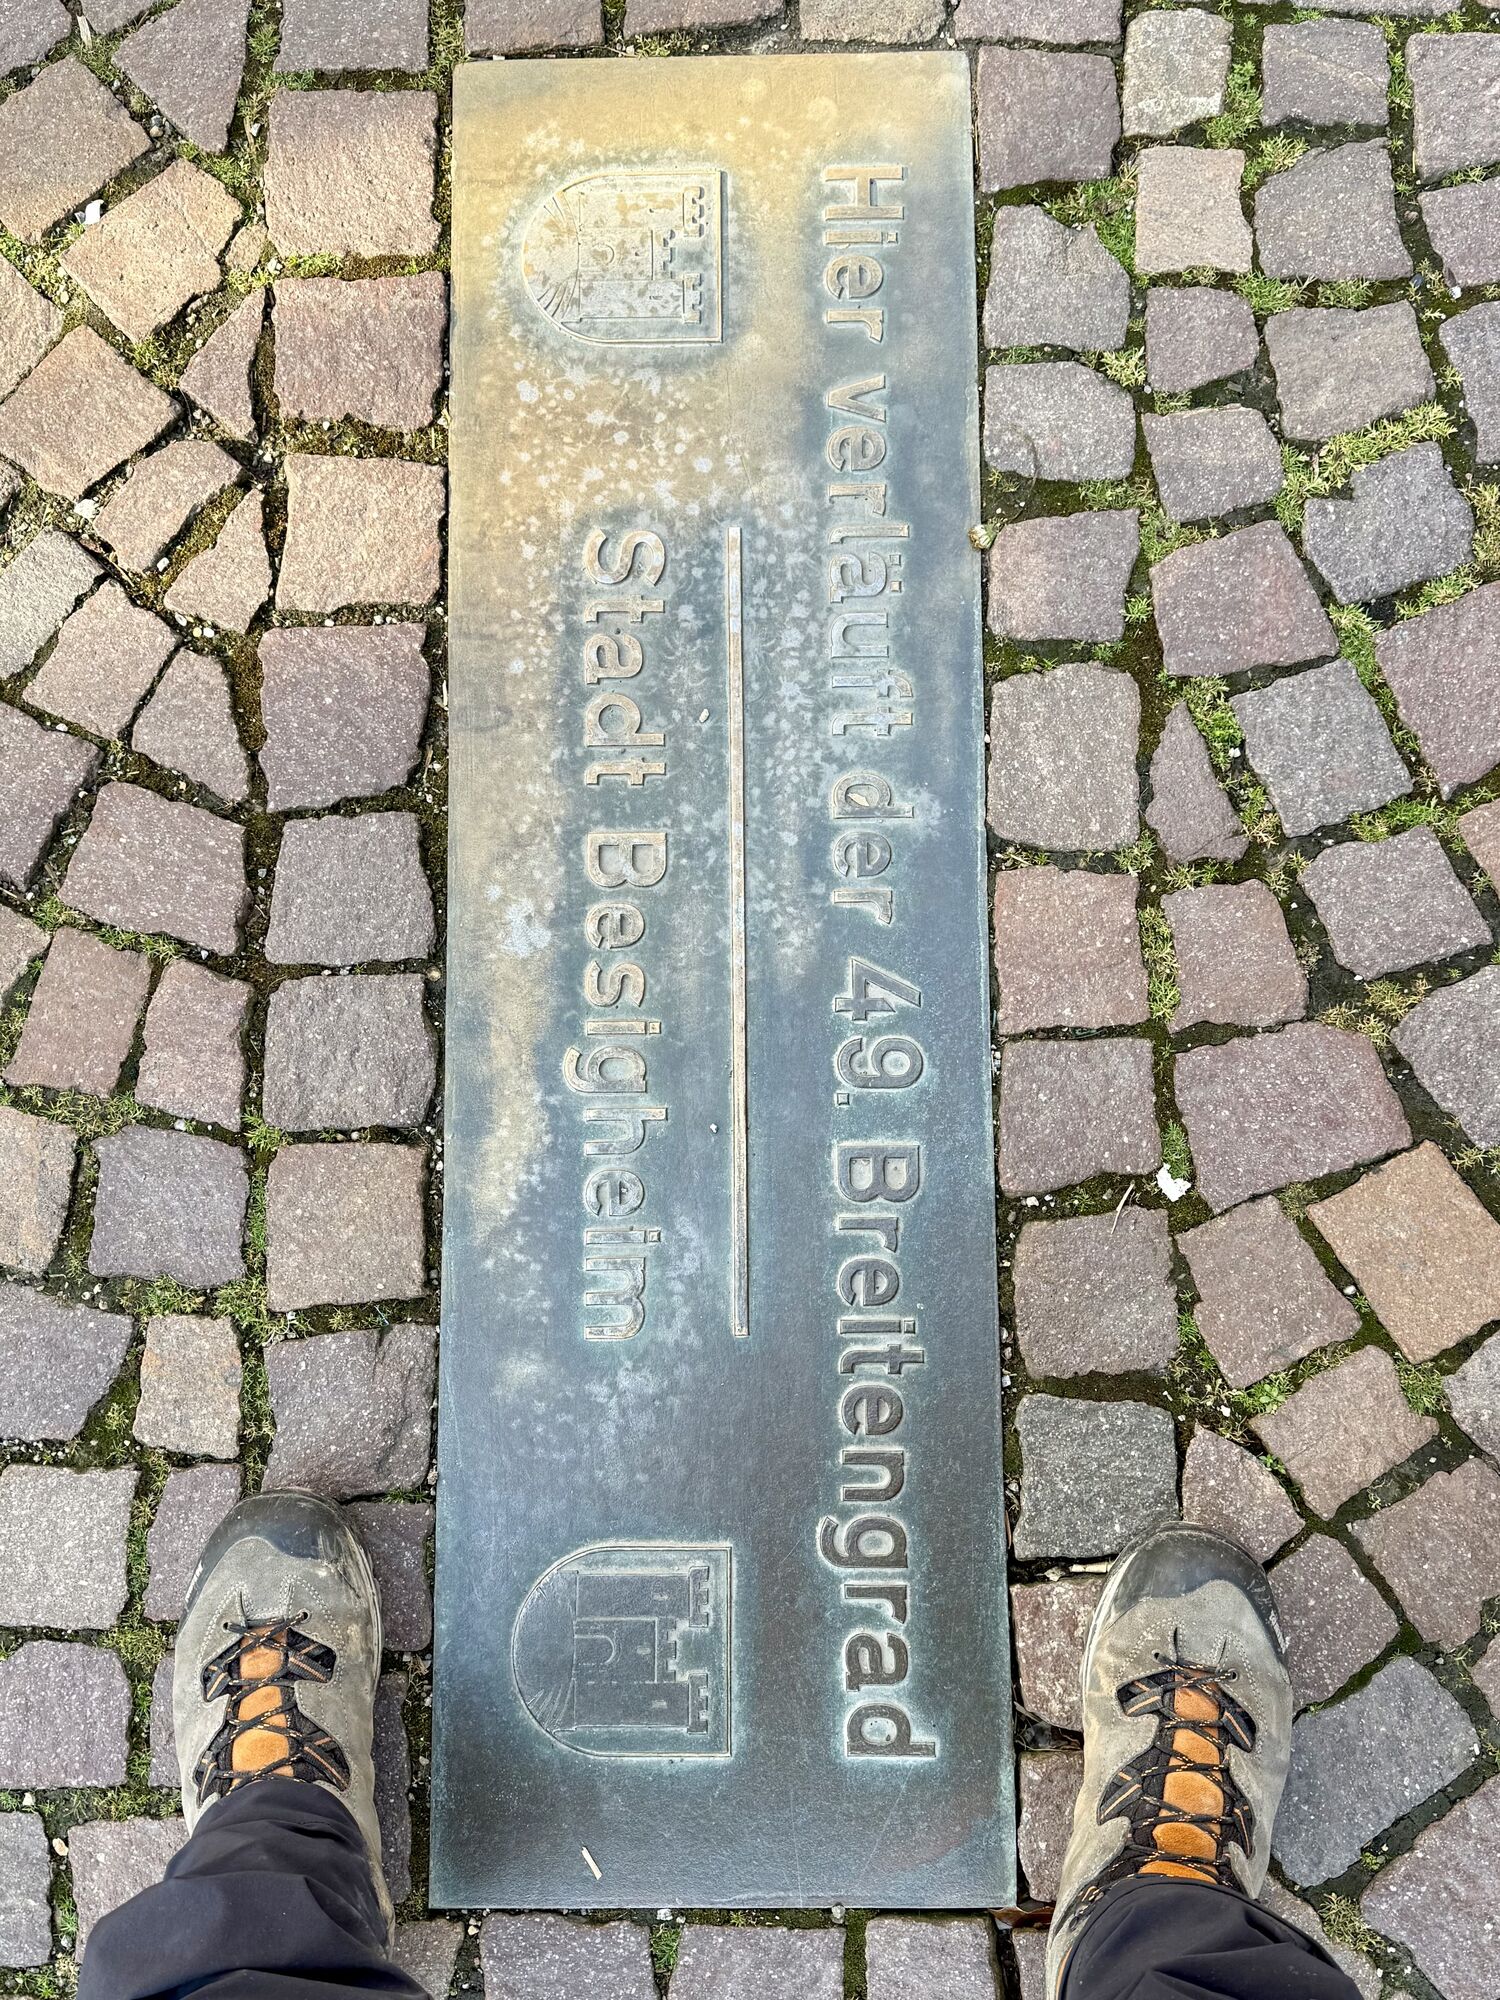 Hier verläuft der 49. Breitengrad
Stadt Besigheim